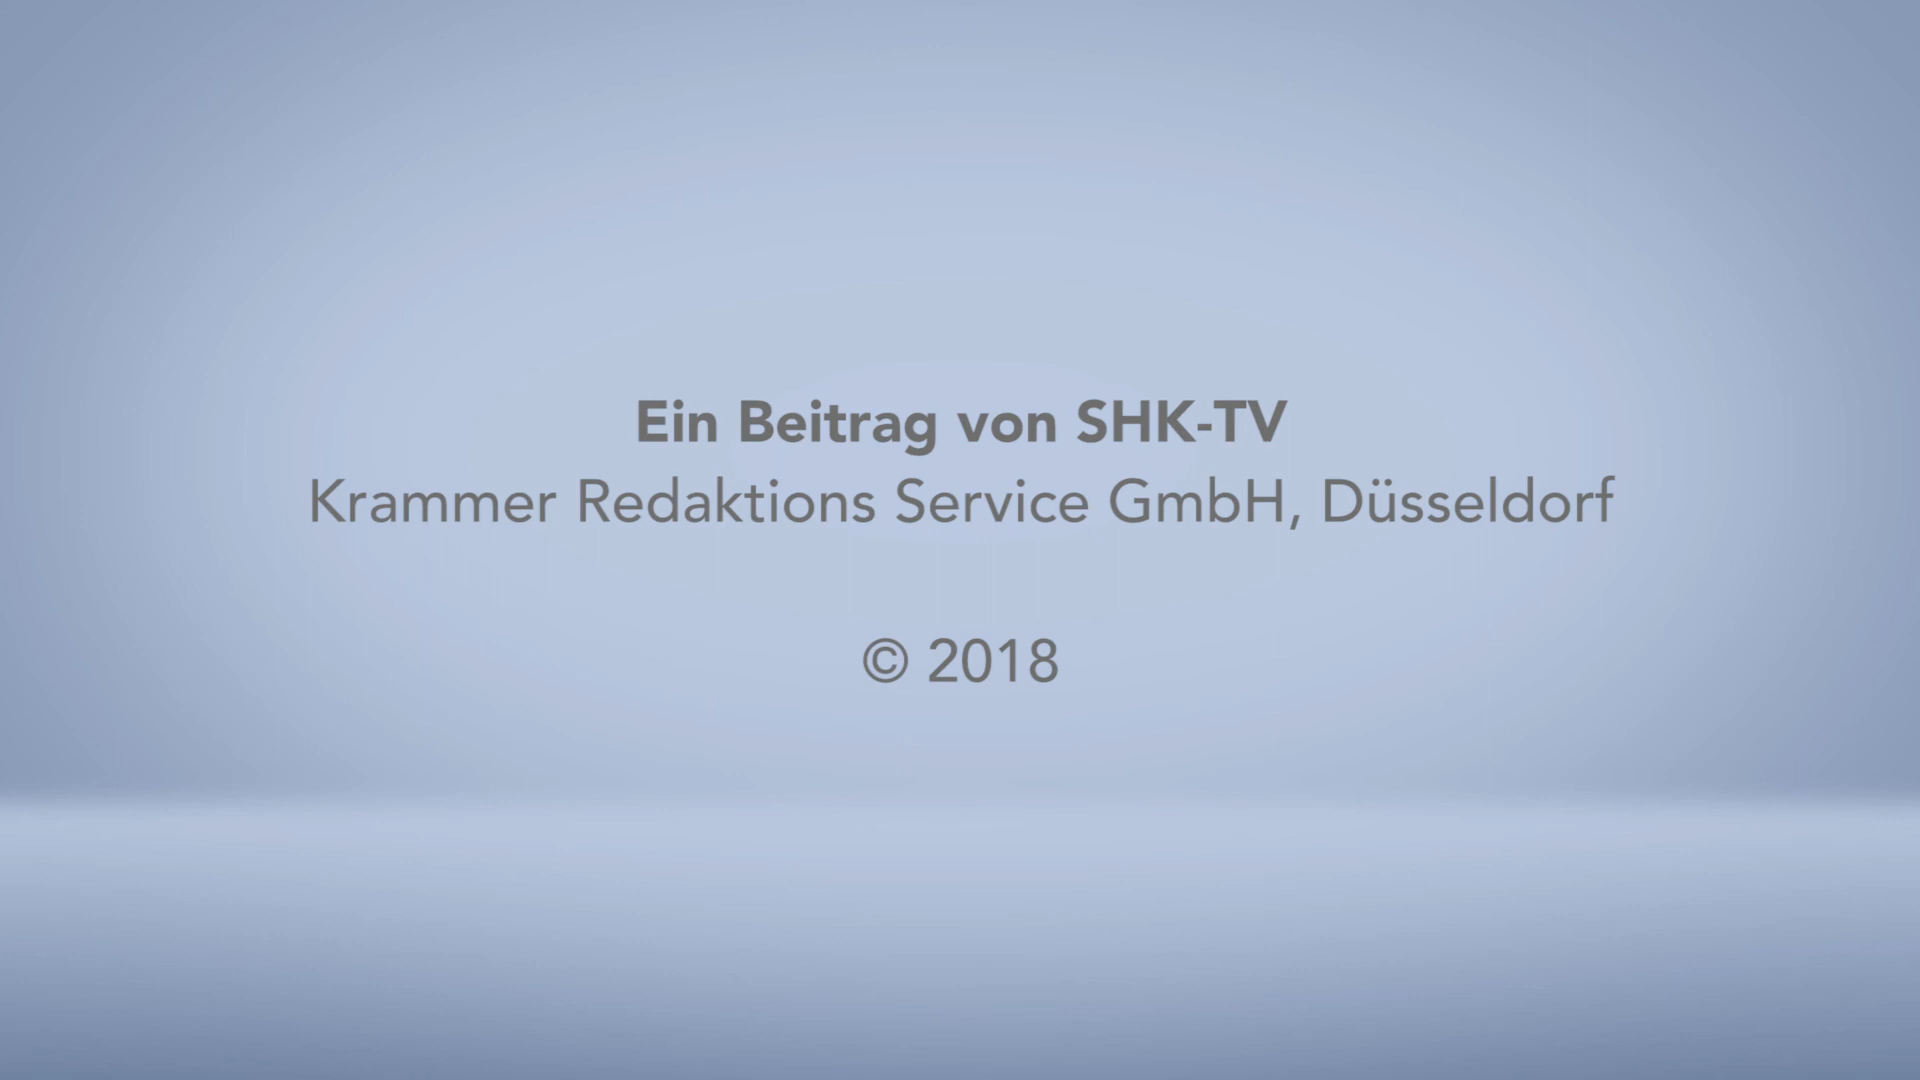 Ein Beitrag von SHK-TV
Krammer Redaktions Service GmbH, Düsseldorf
© 2018